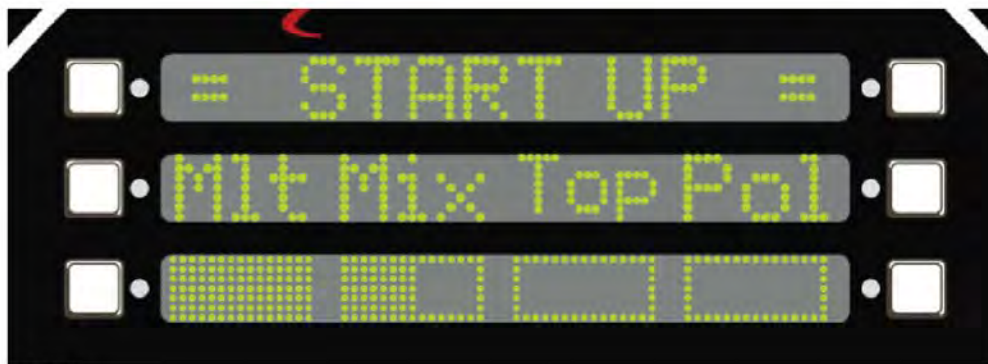 = START UP =
Mlt Mix Top Pol